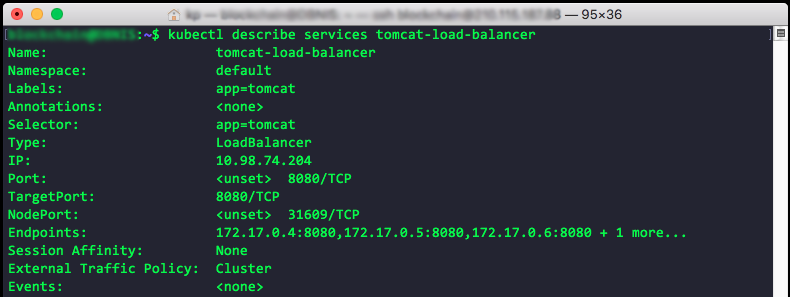 — 95×36
:~$ kubectl describe services tomcat-load-balancer
Name: tomcat-load-balancer
Namespace: default
Labels: app=tomcat
Annotations: <none>
Selector: app=tomcat
Type: LoadBalancer
IP: 10.98.74.204
Port: <unset> 8080/TCP
TargetPort: 8080/TCP
NodePort: <unset> 31609/TCP
Endpoints: 172.17.0.4:8080,172.17.0.5:8080,172.17.0.6:8080 + 1 more...
Session Affinity: None
External Traffic Policy: Cluster
Events: <none>